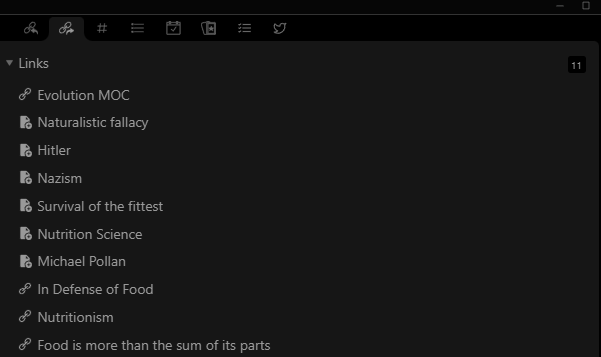 Links
11
Evolution MOC
Naturalistic fallacy
Hitler
Nazism
Survival of the fittest
Nutrition Science
Michael Pollan
In Defense of Food
Nutritionism
Food is more than the sum of its parts